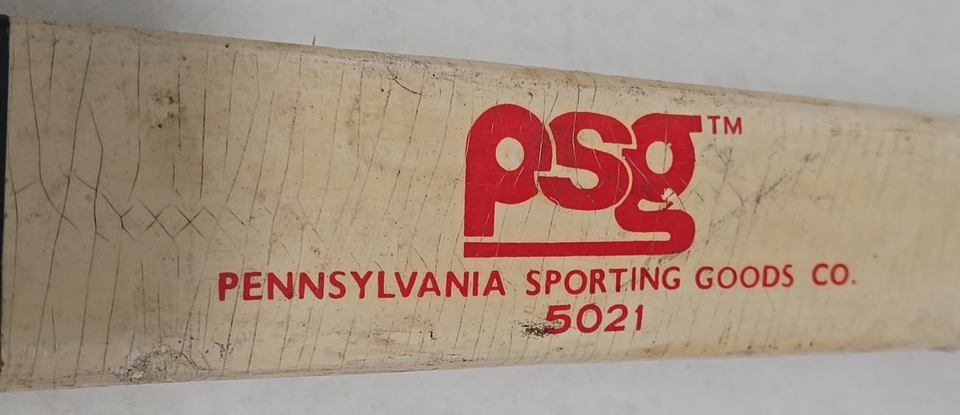 psg™
PENNSYLVANIA SPORTING GOODS CO.
5021